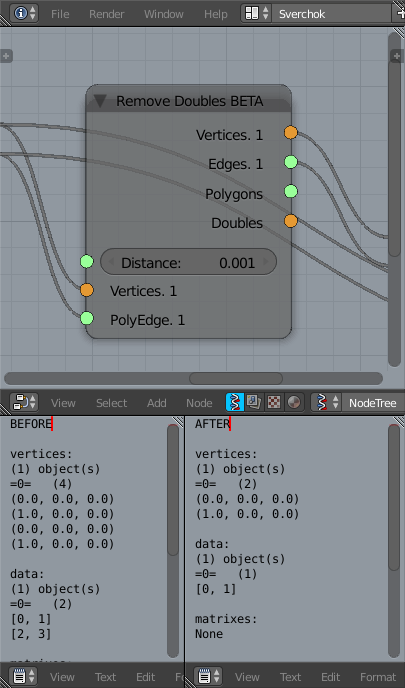 File Render Window Help Sverchok
Remove Doubles BETA
Vertices. 1
Edges. 1
Polygons
Doubles
Distance: 0.001
Vertices. 1
PolyEdge. 1
View Select Add Node NodeTree
BEFORE
vertices:
(1) object(s)
=0= (4)
(0.0, 0.0, 0.0)
(1.0, 0.0, 0.0)
(0.0, 0.0, 0.0)
(1.0, 0.0, 0.0)
data:
(1) object(s)
=0= (2)
[0, 1]
[2, 3]
AFTER
vertices:
(1) object(s)
=0= (2)
(0.0, 0.0, 0.0)
(1.0, 0.0, 0.0)
data:
(1) object(s)
=0= (1)
[0, 1]
matrixes:
None
View Text Edit Fo
View Text Edit Format